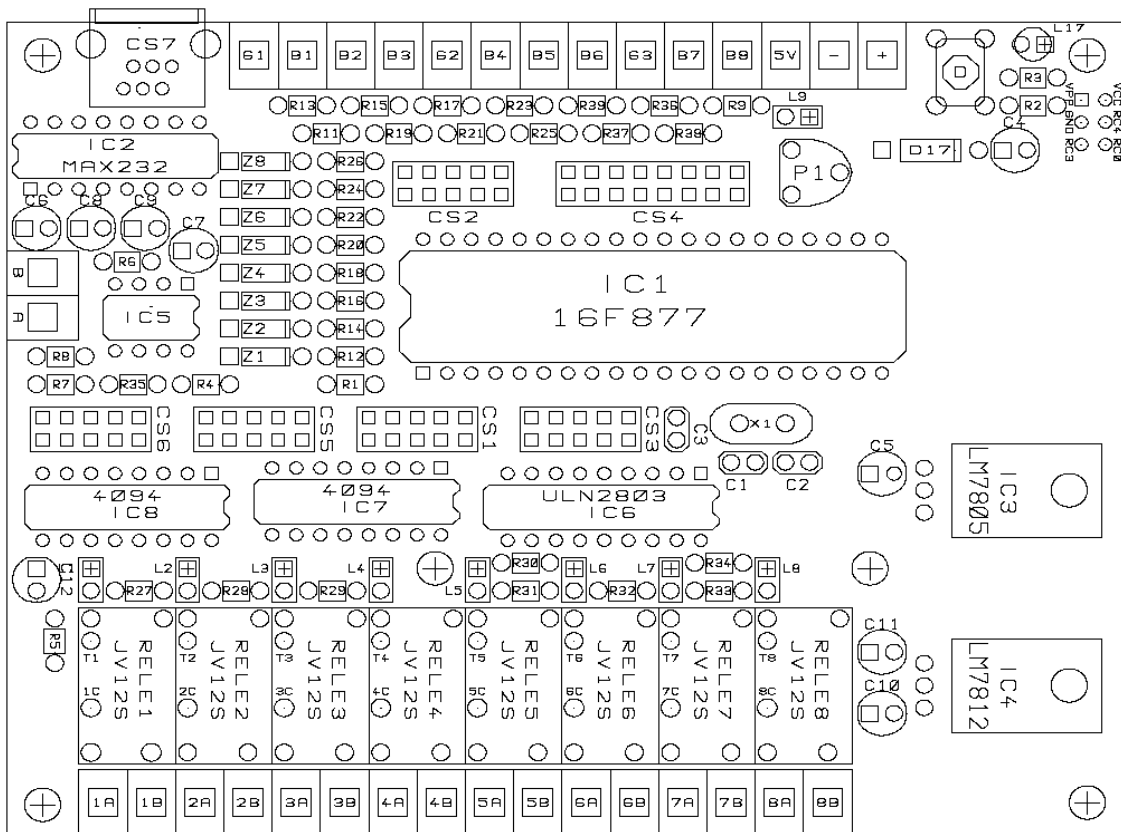 CS7
61 B1 B2 B3 62 B4 B5 B6 63 B7 B8 5V - +
L17
R3
R2
VPP GND RC3
VCC RC4 RC0
R13 R15 R17 R23 R39 R36 R9 L9
R11 R19 R21 R25 R37 R38
C4
D
D17
P1
IC2
MAX232
C6 C8 C9 C7
Z8 R26
Z7 R24
Z6 R22
Z5 R20
Z4 R18
Z3 R16
Z2 R14
Z1 R12
R1
CS2 CS4
B
A
R6
IC5
R8
R7 R35 R4
IC1
16F877
CS6 CS5 CS1 CS3 C3
X1
C1 C2
C5
IC3
LM7805
4094
IC8
4094
IC7
ULN2803
IC6
C12
L1 L2 L3 L4 L5 L6 L7 L8
R27 R28 R29 R30 R31 R32 R34 R33
R5
T1 T2 T3 T4 T5 T6 T7 T8
1C 2C 3C 4C 5C 6C 7C 8C
RELE1 JV12S
RELE2 JV12S
RELE3 JV12S
RELE4 JV12S
RELE5 JV12S
RELE6 JV12S
RELE7 JV12S
RELE8 JV12S
C11
C10
IC4
LM7812
1A 1B 2A 2B 3A 3B 4A 4B 5A 5B 6A 6B 7A 7B 8A 8B